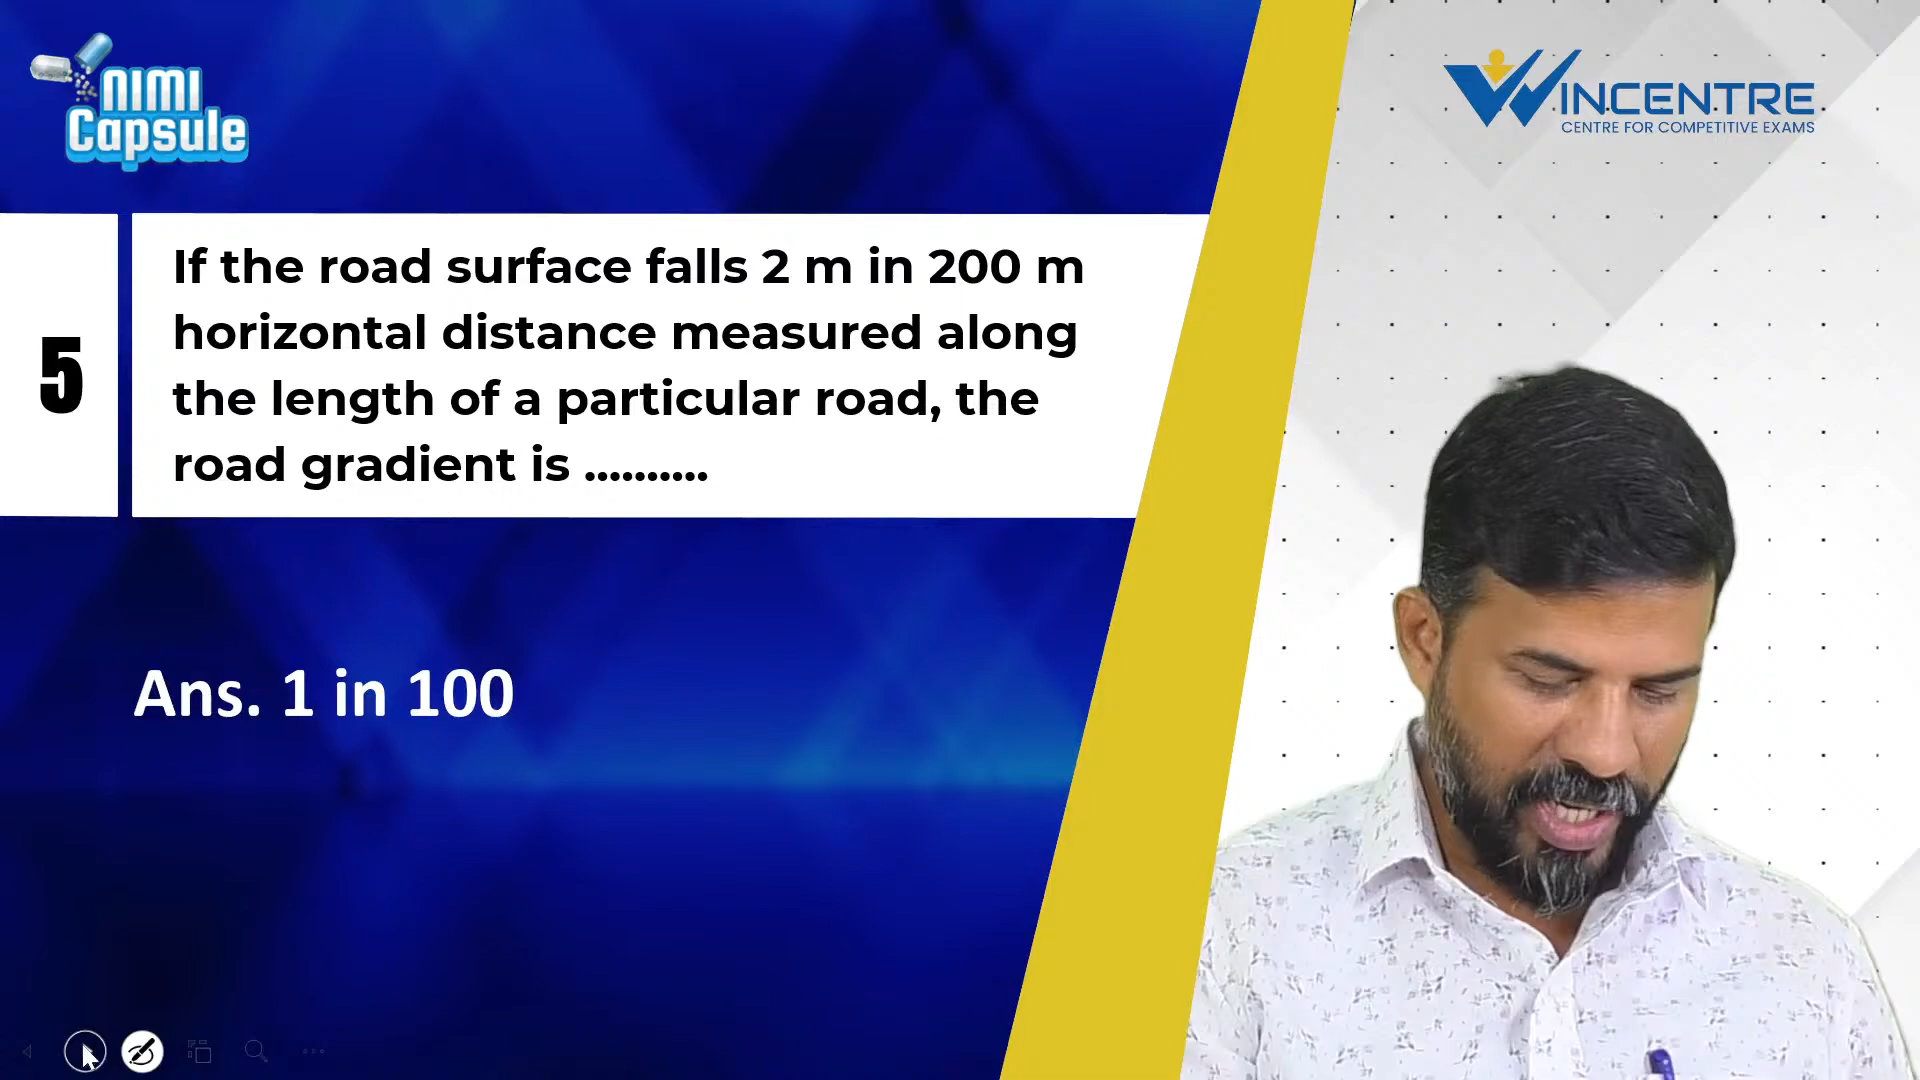 NIMI
Capsule
WINCENTRE
CENTRE FOR COMPETITIVE EXAMS
5
If the road surface falls 2 m in 200 m
horizontal distance measured along
the length of a particular road, the
road gradient is ..........
Ans. 1 in 100